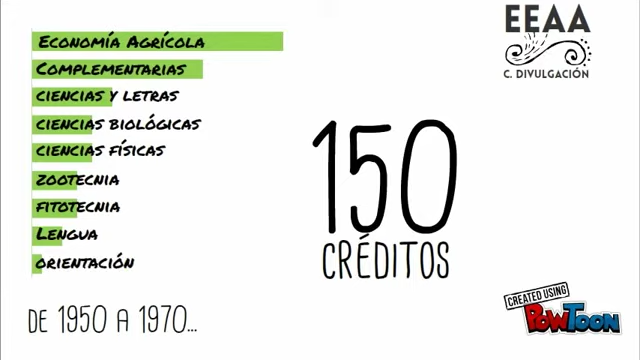 Economía Agrícola
Complementarias
ciencias y letras
ciencias biológicas
ciencias físicas
zootecnia
fitotecnia
Lengua
orientación
DE 1950 A 1970...
150
CRÉDITOS
EEAA
C. DIVULGACIÓN
CREATED USING
POWTOON